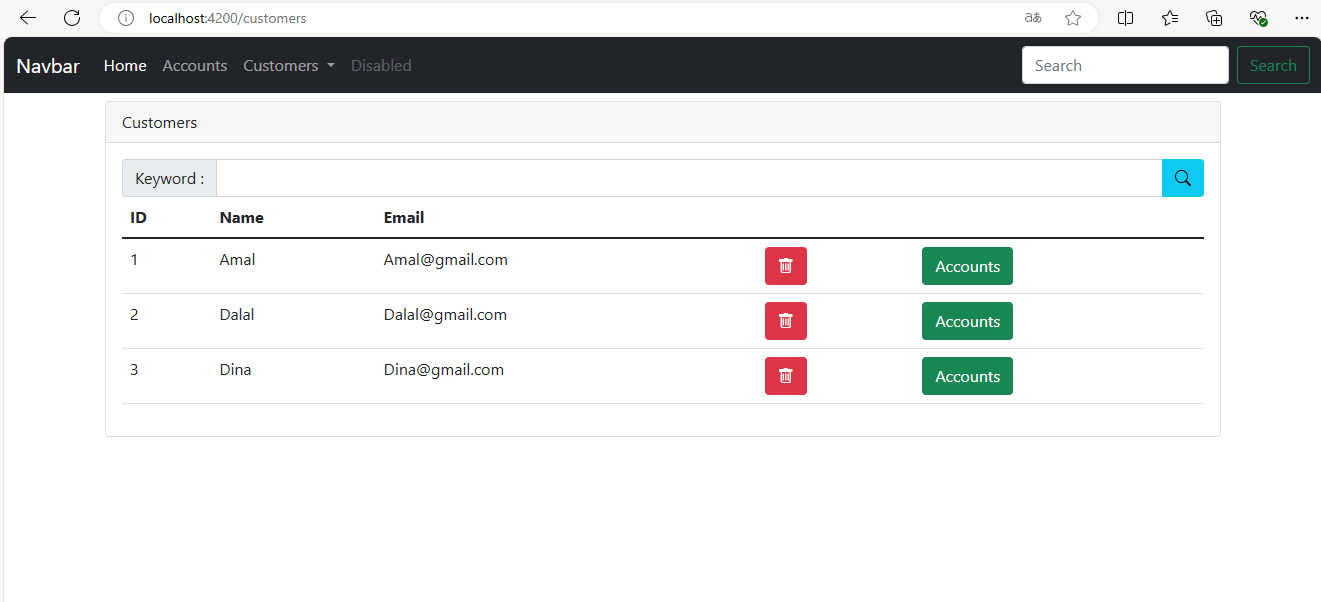 localhost:4200/customers
Navbar Home Accounts Customers Disabled Search Search
Customers
Keyword :
ID Name Email
1 Amal Amal@gmail.com Accounts
2 Dalal Dalal@gmail.com Accounts
3 Dina Dina@gmail.com Accounts